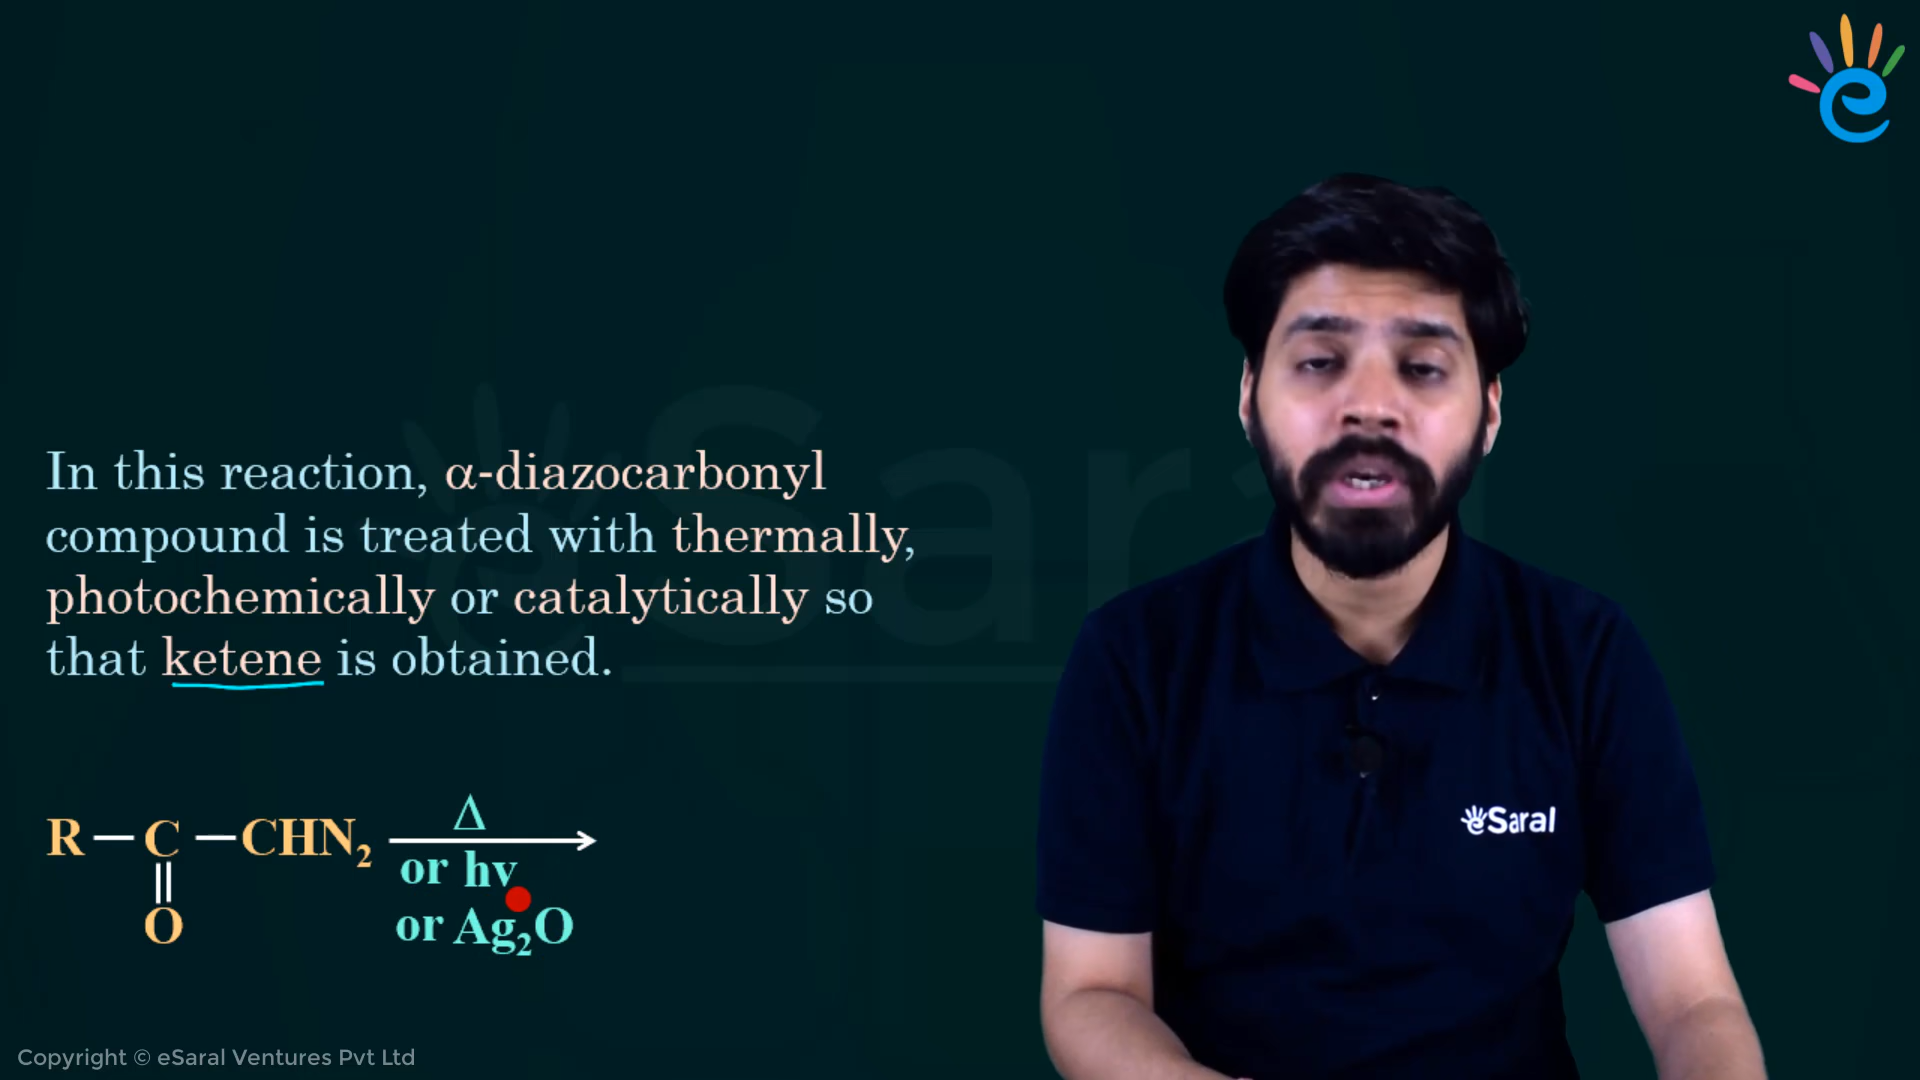 In this reaction, α-diazocarbonyl
compound is treated with thermally,
photochemically or catalytically so
that ketene is obtained.
Δ
R — C — CHN₂
or hν
O
or Ag₂O
eSaral
eSaral
Copyright © eSaral Ventures Pvt Ltd